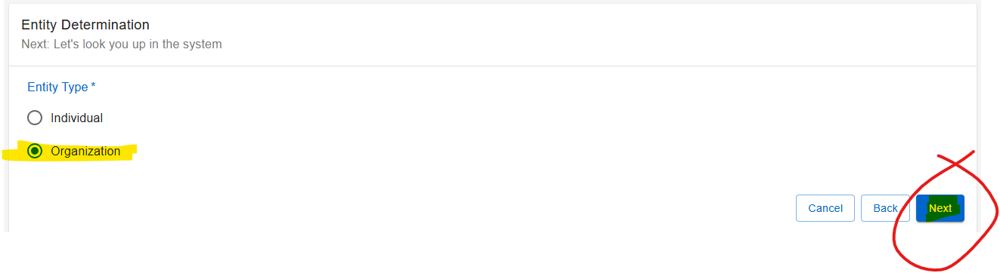 Entity Determination
Next: Let's look you up in the system
Entity Type *
Individual
Organization
Cancel Back Next